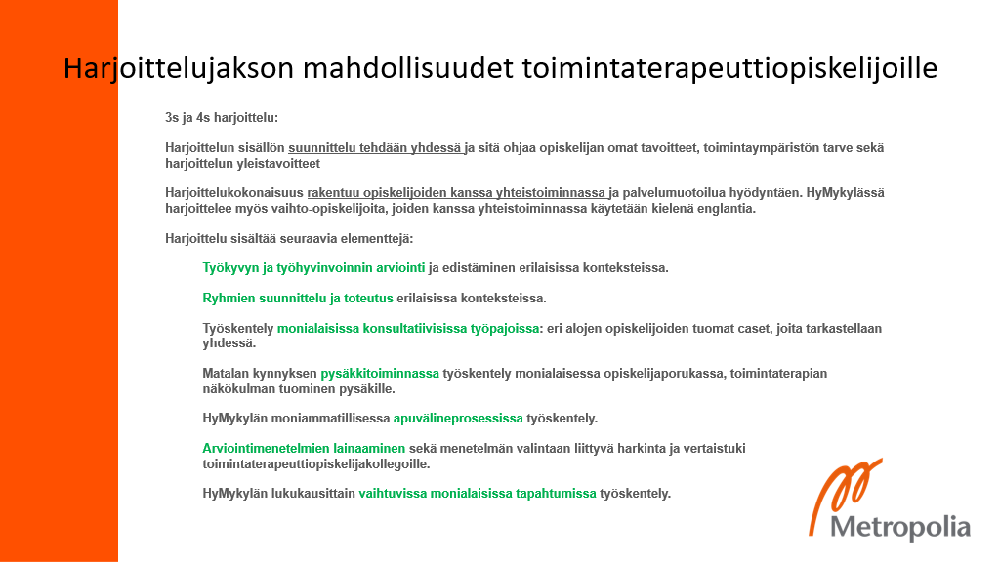 Harjoittelujakson mahdollisuudet toimintaterapeuttiopiskelijoille
3s ja 4s harjoittelu:
Harjoittelun sisällön suunnittelu tehdään yhdessä ja sitä ohjaa opiskelijan omat tavoitteet, toimintaympäristön tarve sekä
harjoittelun yleistavoitteet
Harjoittelukokonaisuus rakentuu opiskelijoiden kanssa yhteistoiminnassa ja palvelumuotoilua hyödyntäen. HyMykylässä
harjoittelee myös vaihto-opiskelijoita, joiden kanssa yhteistoiminnassa käytetään kielenä englantia.
Harjoittelu sisältää seuraavia elementtejä:
Työkyvyn ja työhyvinvoinnin arviointi ja edistäminen erilaisissa konteksteissa.
Ryhmien suunnittelu ja toteutus erilaisissa konteksteissa.
Työskentely monialaisissa konsultatiivisissa työpajoissa: eri alojen opiskelijoiden tuomat caset, joita tarkastellaan
yhdessä.
Matalan kynnyksen pysäkkitoiminnassa työskentely monialaisessa opiskelijaporukassa, toimintaterapian
näkökulman tuominen pysäkille.
HyMykylän moniammatillisessa apuvälineprosessissa työskentely.
Arviointimenetelmien lainaaminen sekä menetelmän valintaan liittyvä harkinta ja vertaistuki
toimintaterapeuttiopiskelijakollegoille.
HyMykylän lukukausittain vaihtuvissa monialaisissa tapahtumissa työskentely.
Metropolia